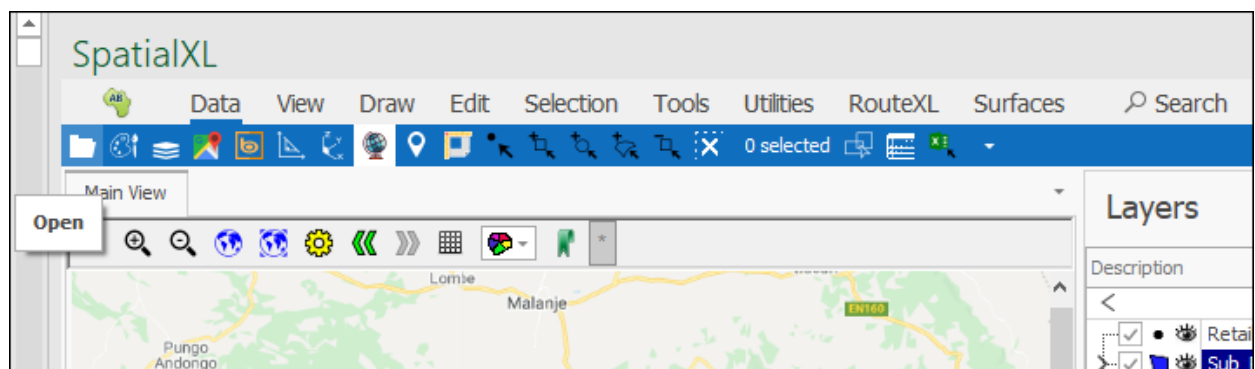 SpatialXL
AB
Data View Draw Edit Selection Tools Utilities RouteXL Surfaces Search
0 selected
Main View
Layers
Open
Description
Lombe
Malanje
EN160
Pungo
Andongo
Retai
Sub